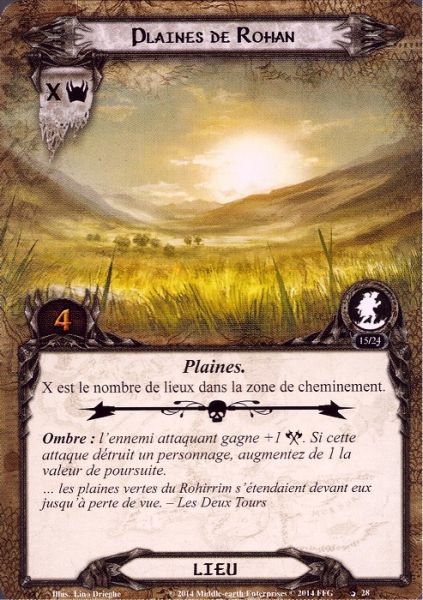 PLAINES DE ROHAN
X
4
15/24
Plaines.
X est le nombre de lieux dans la zone de cheminement.
Ombre : l'ennemi attaquant gagne +1. Si cette
attaque détruit un personnage, augmentez de 1 la
valeur de poursuite.
... les plaines vertes du Rohirrim s'étendaient devant eux
jusqu'à perte de vue. – Les Deux Tours
LIEU
Illus. Lino Drieghe © 2014 Middle-earth Enterprises © 2014 FFG 28